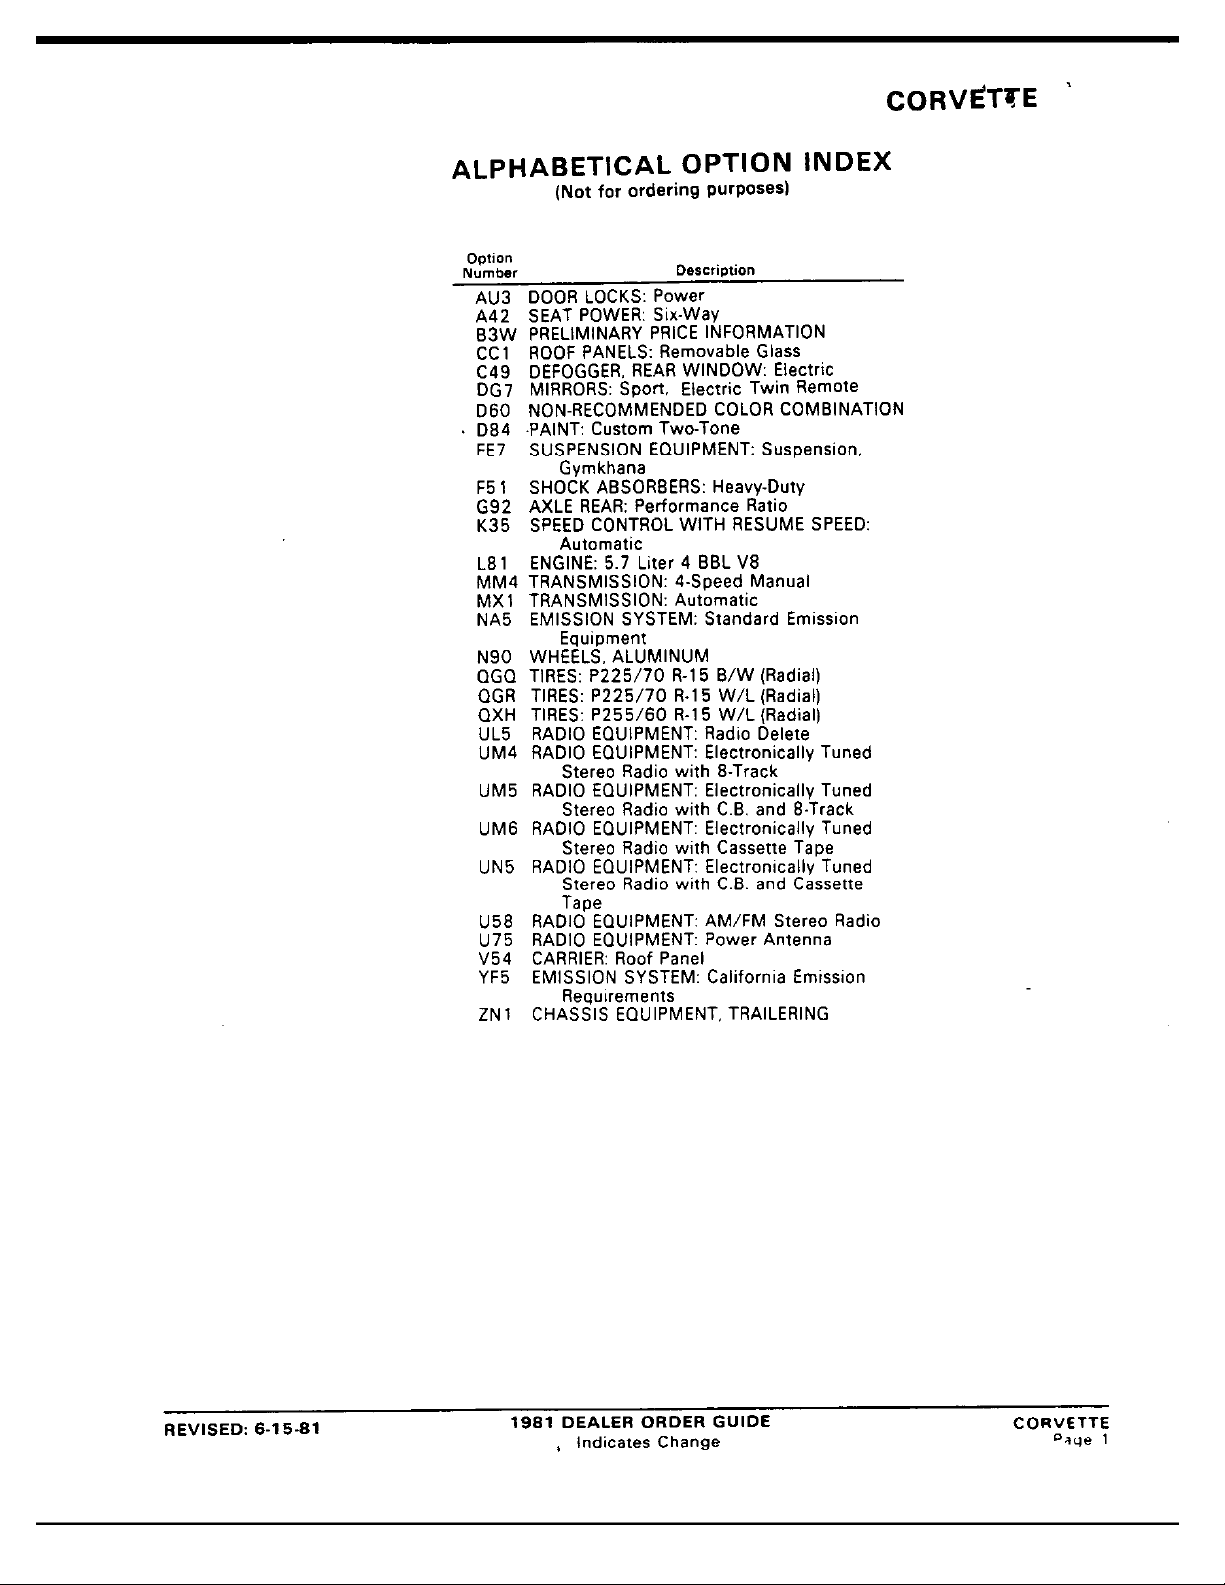 CORVETTE
ALPHABETICAL OPTION INDEX
(Not for ordering purposes)
Option
Number Description
AU3 DOOR LOCKS: Power
A42 SEAT POWER: Six-Way
B3W PRELIMINARY PRICE INFORMATION
CC1 ROOF PANELS: Removable Glass
C49 DEFOGGER, REAR WINDOW: Electric
DG7 MIRRORS: Sport, Electric Twin Remote
D60 NON-RECOMMENDED COLOR COMBINATION
D84 PAINT: Custom Two-Tone
FE7 SUSPENSION EQUIPMENT: Suspension,
Gymkhana
F51 SHOCK ABSORBERS: Heavy-Duty
G92 AXLE REAR: Performance Ratio
K35 SPEED CONTROL WITH RESUME SPEED:
Automatic
L81 ENGINE: 5.7 Liter 4 BBL V8
MM4 TRANSMISSION: 4-Speed Manual
MX1 TRANSMISSION: Automatic
NA5 EMISSION SYSTEM: Standard Emission
Equipment
N90 WHEELS, ALUMINUM
QGQ TIRES: P225/70 R-15 B/W (Radial)
QGR TIRES: P225/70 R-15 W/L (Radial)
QXH TIRES: P255/60 R-15 W/L (Radial)
UL5 RADIO EQUIPMENT: Radio Delete
UM4 RADIO EQUIPMENT: Electronically Tuned
Stereo Radio with 8-Track
UM5 RADIO EQUIPMENT: Electronically Tuned
Stereo Radio with C.B. and 8-Track
UM6 RADIO EQUIPMENT: Electronically Tuned
Stereo Radio with Cassette Tape
UN5 RADIO EQUIPMENT: Electronically Tuned
Stereo Radio with C.B. and Cassette
Tape
U58 RADIO EQUIPMENT: AM/FM Stereo Radio
U75 RADIO EQUIPMENT: Power Antenna
V54 CARRIER: Roof Panel
YF5 EMISSION SYSTEM: California Emission
Requirements
ZN1 CHASSIS EQUIPMENT, TRAILERING
REVISED: 6-15-81 1981 DEALER ORDER GUIDE CORVETTE
Indicates Change Page 1